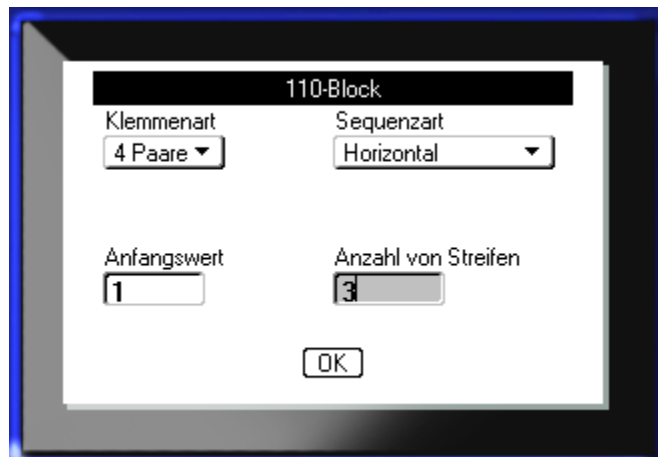 110-Block
Klemmenart Sequenzart
4 Paare Horizontal
Anfangswert Anzahl von Streifen
1 3
OK